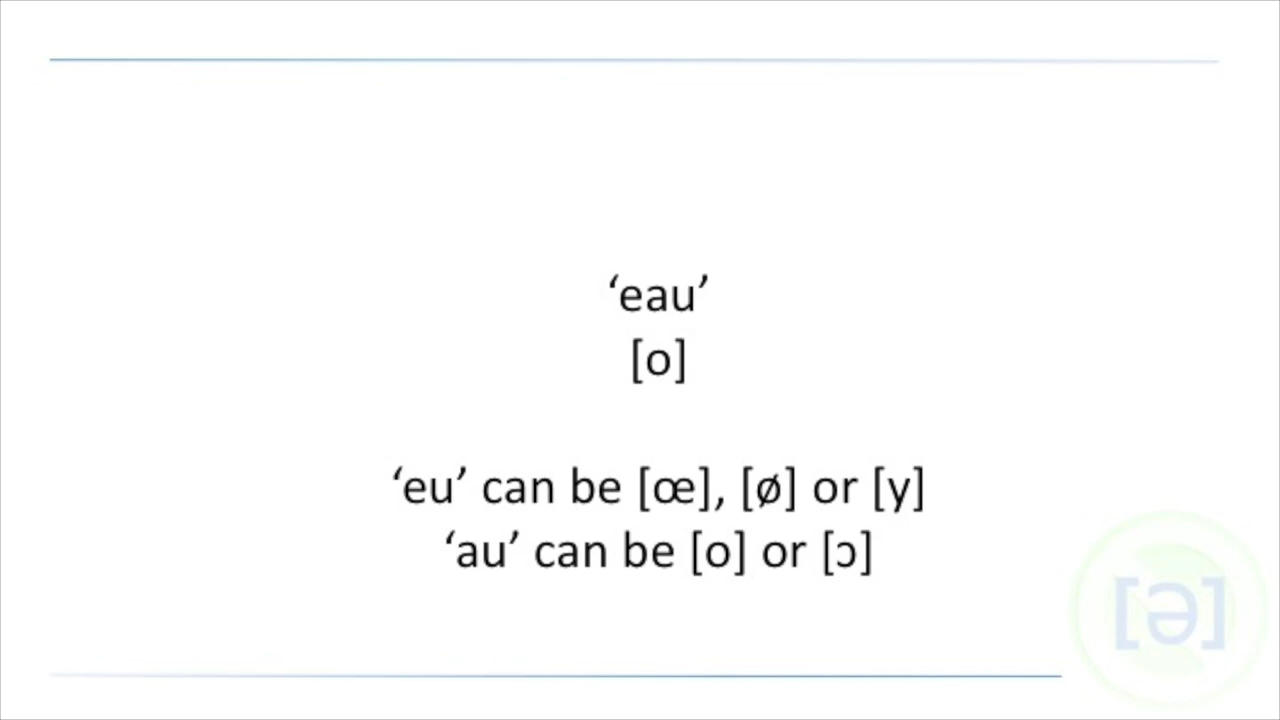 ‘eau’
[o]
‘eu’ can be [œ], [ø] or [y]
‘au’ can be [o] or [ɔ]
[ə]